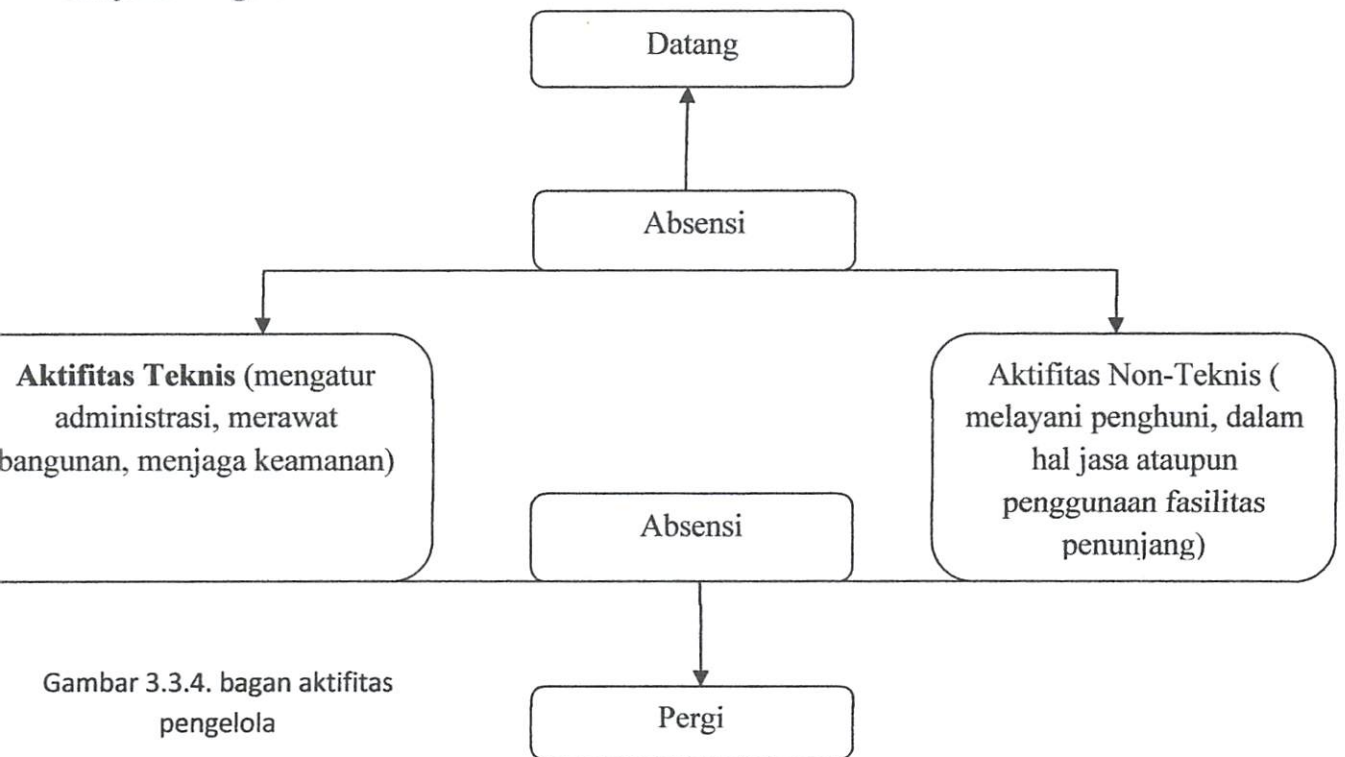 Datang
Absensi
Aktifitas Teknis (mengatur
administrasi, merawat
bangunan, menjaga keamanan)
Aktifitas Non-Teknis (
melayani penghuni, dalam
hal jasa ataupun
penggunaan fasilitas
penunjang)
Absensi
Gambar 3.3.4. bagan aktifitas
pengelola
Pergi